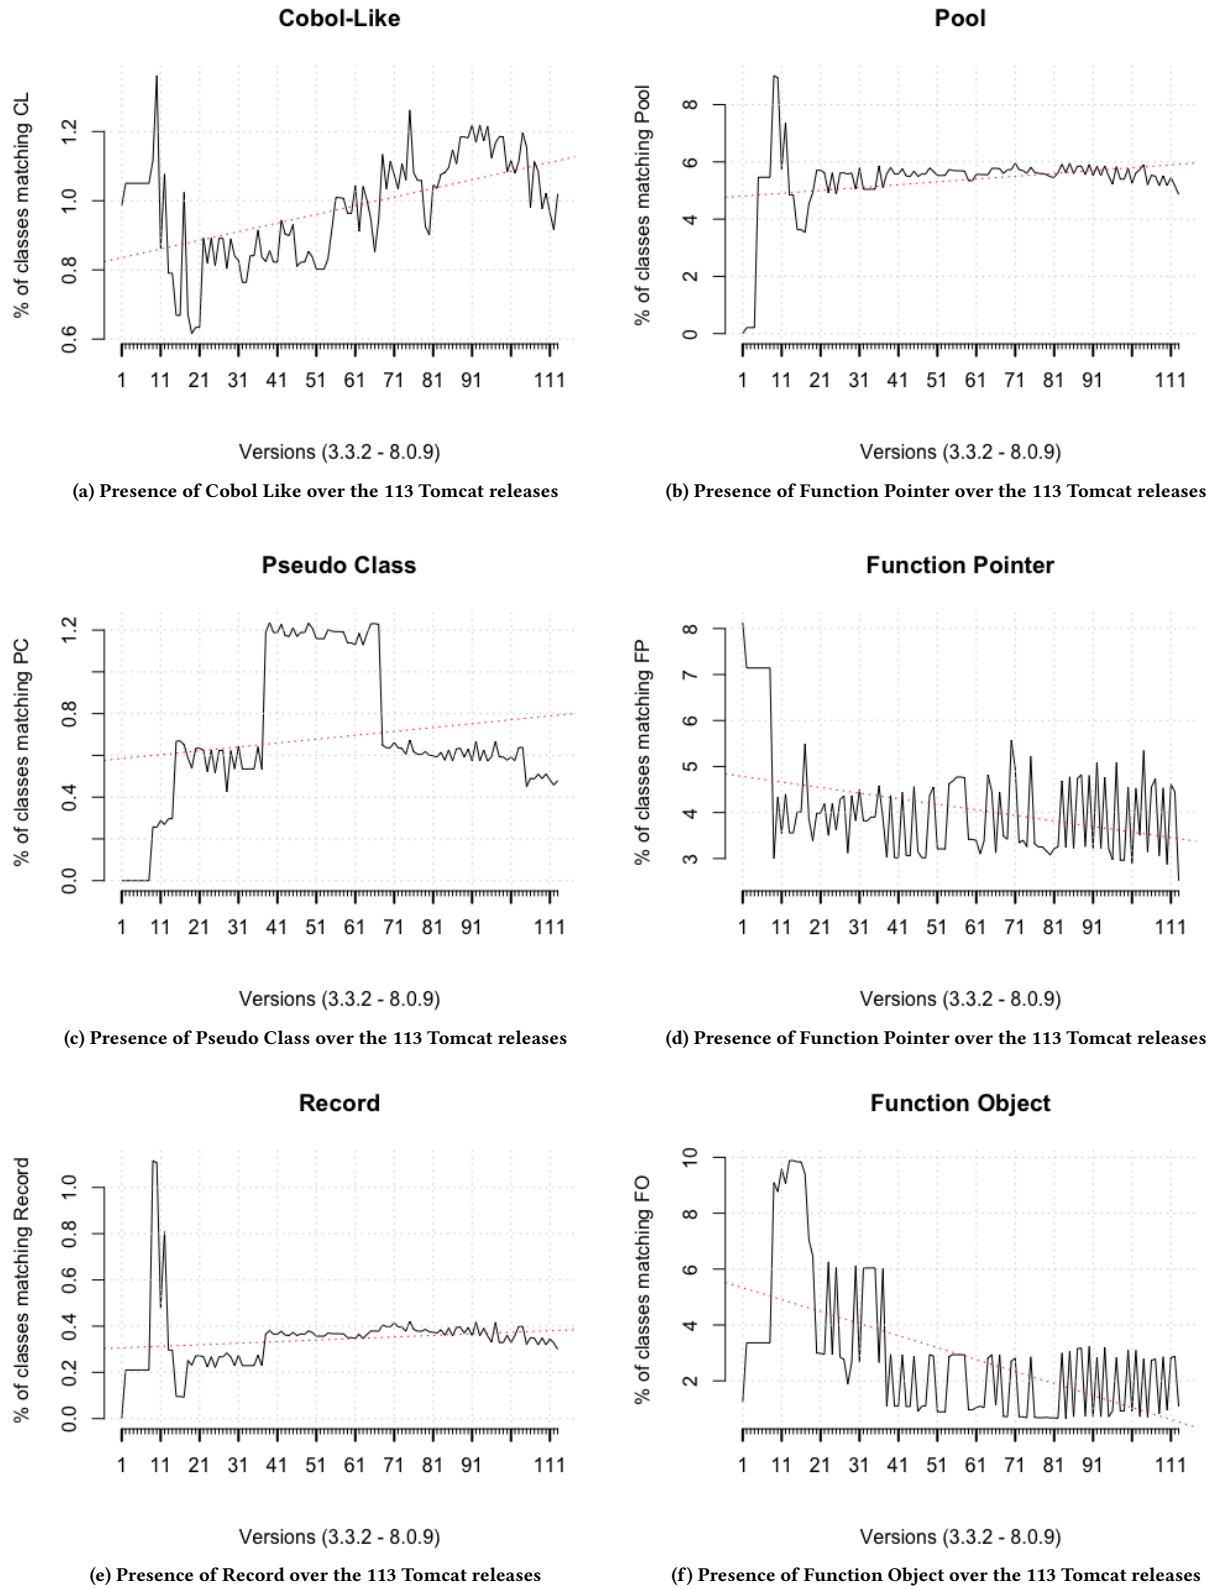 Cobol-Like
% of classes matching CL
1.2
1.0
0.8
0.6
1 11 21 31 41 51 61 71 81 91 111
Versions (3.3.2 - 8.0.9)
(a) Presence of Cobol Like over the 113 Tomcat releases
Pool
% of classes matching Pool
8
6
4
2
0
1 11 21 31 41 51 61 71 81 91 111
Versions (3.3.2 - 8.0.9)
(b) Presence of Function Pointer over the 113 Tomcat releases
Pseudo Class
% of classes matching PC
1.2
0.8
0.4
0.0
1 11 21 31 41 51 61 71 81 91 111
Versions (3.3.2 - 8.0.9)
(c) Presence of Pseudo Class over the 113 Tomcat releases
Function Pointer
% of classes matching FP
8
7
6
5
4
3
1 11 21 31 41 51 61 71 81 91 111
Versions (3.3.2 - 8.0.9)
(d) Presence of Function Pointer over the 113 Tomcat releases
Record
% of classes matching Record
1.0
0.8
0.6
0.4
0.2
0.0
1 11 21 31 41 51 61 71 81 91 111
Versions (3.3.2 - 8.0.9)
(e) Presence of Record over the 113 Tomcat releases
Function Object
% of classes matching FO
10
8
6
4
2
1 11 21 31 41 51 61 71 81 91 111
Versions (3.3.2 - 8.0.9)
(f) Presence of Function Object over the 113 Tomcat releases